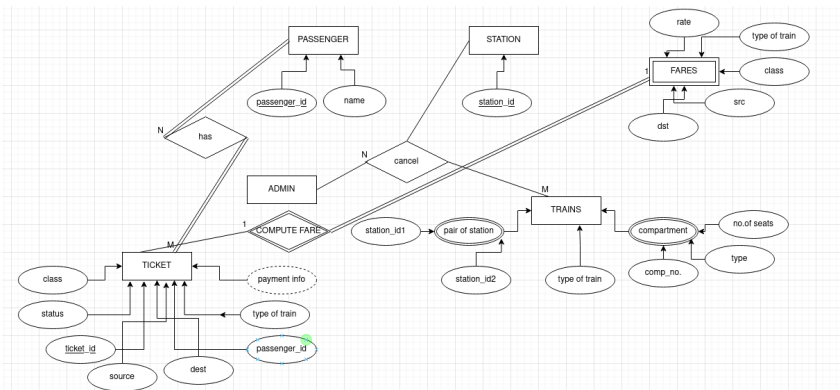 rate
PASSENGER
STATION
type of train
1
FARES
class
passenger_id
name
station_id
src
dst
N
has
N
cancel
ADMIN
M
TRAINS
1
COMPUTE FARE
station_id1
pair of station
compartment
no.of seats
M
TICKET
type
class
payment info
station_id2
type of train
comp_no.
status
type of train
ticket_id
passenger_id
source
dest